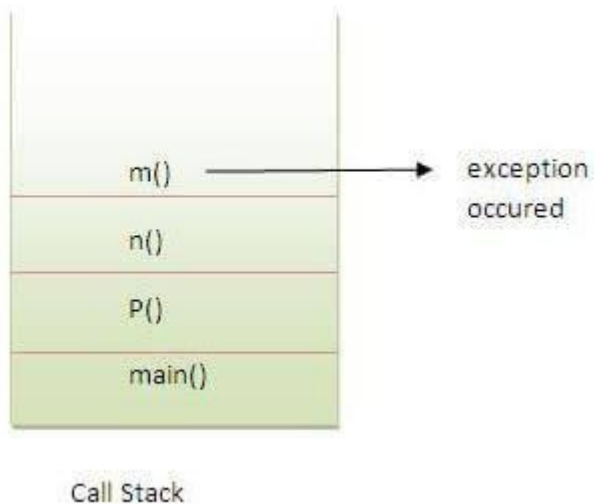 m()
exception
occured
n()
P()
main()
Call Stack